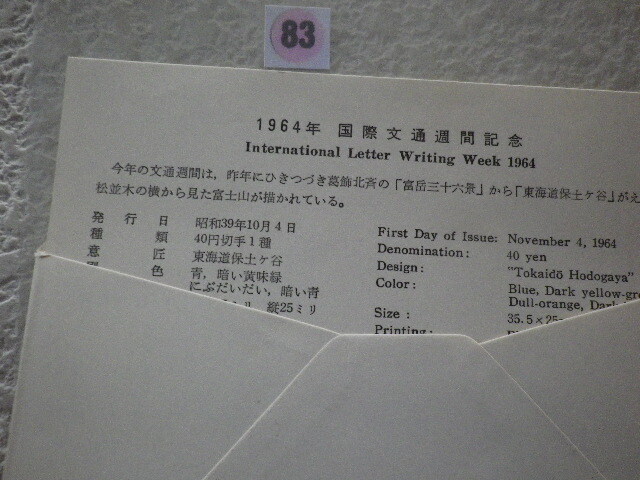 83
1964年 国際文通週間記念
International Letter Writing Week 1964
今年の文通週間は，昨年にひきつづき葛飾北斉の「富岳三十六景」から「東海道保土ケ谷」がえ
松並木の横から見た富士山が描かれている。
発行日 昭和39年10月4日
種類 40円切手1種
意匠 東海道保土ケ谷
色 青，暗い黄味緑
にぶだいだい，暗い青
縦25ミリ
First Day of Issue: November 4, 1964
Denomination: 40 yen
Design: "Tokaidō Hodogaya"
Color: Blue, Dark yellow-gre
Dull-orange, Dark
Size: 35.5×25
Printing: